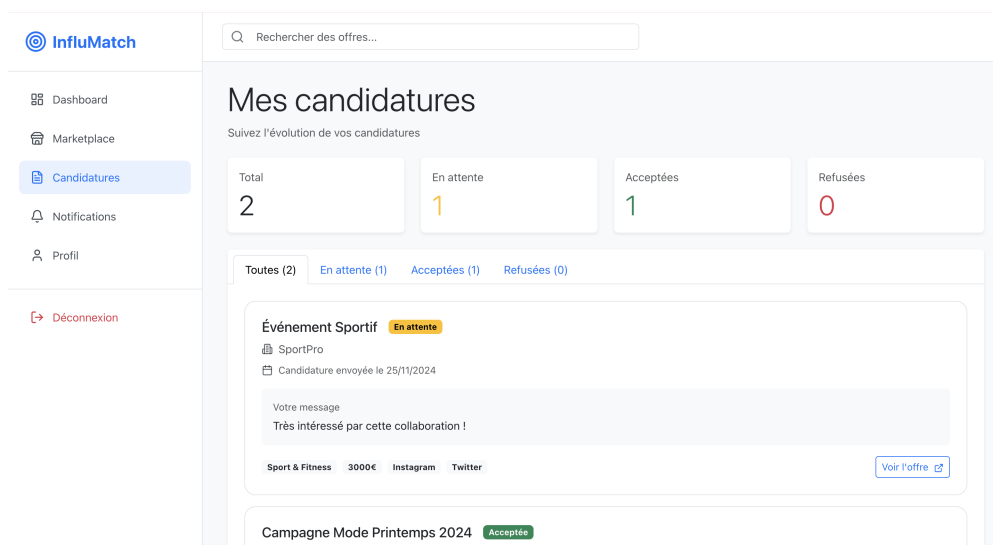 InfluMatch
Rechercher des offres...
Dashboard
Marketplace
Candidatures
Notifications
Profil
Déconnexion
Mes candidatures
Suivez l'évolution de vos candidatures
Total
2
En attente
1
Acceptées
1
Refusées
0
Toutes (2) En attente (1) Acceptées (1) Refusées (0)
Événement Sportif En attente
SportPro
Candidature envoyée le 25/11/2024
Votre message
Très intéressé par cette collaboration !
Sport & Fitness 3000€ Instagram Twitter Voir l'offre
Campagne Mode Printemps 2024 Acceptée